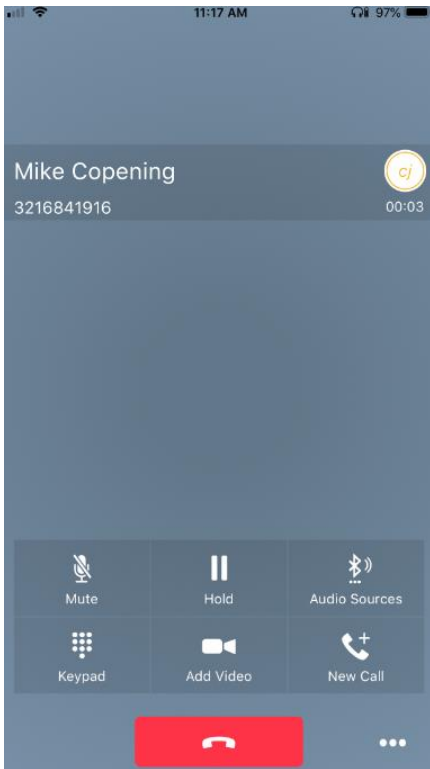 11:17 AM 97%
Mike Copening
cj
3216841916 00:03
Mute Hold Audio Sources
Keypad Add Video New Call